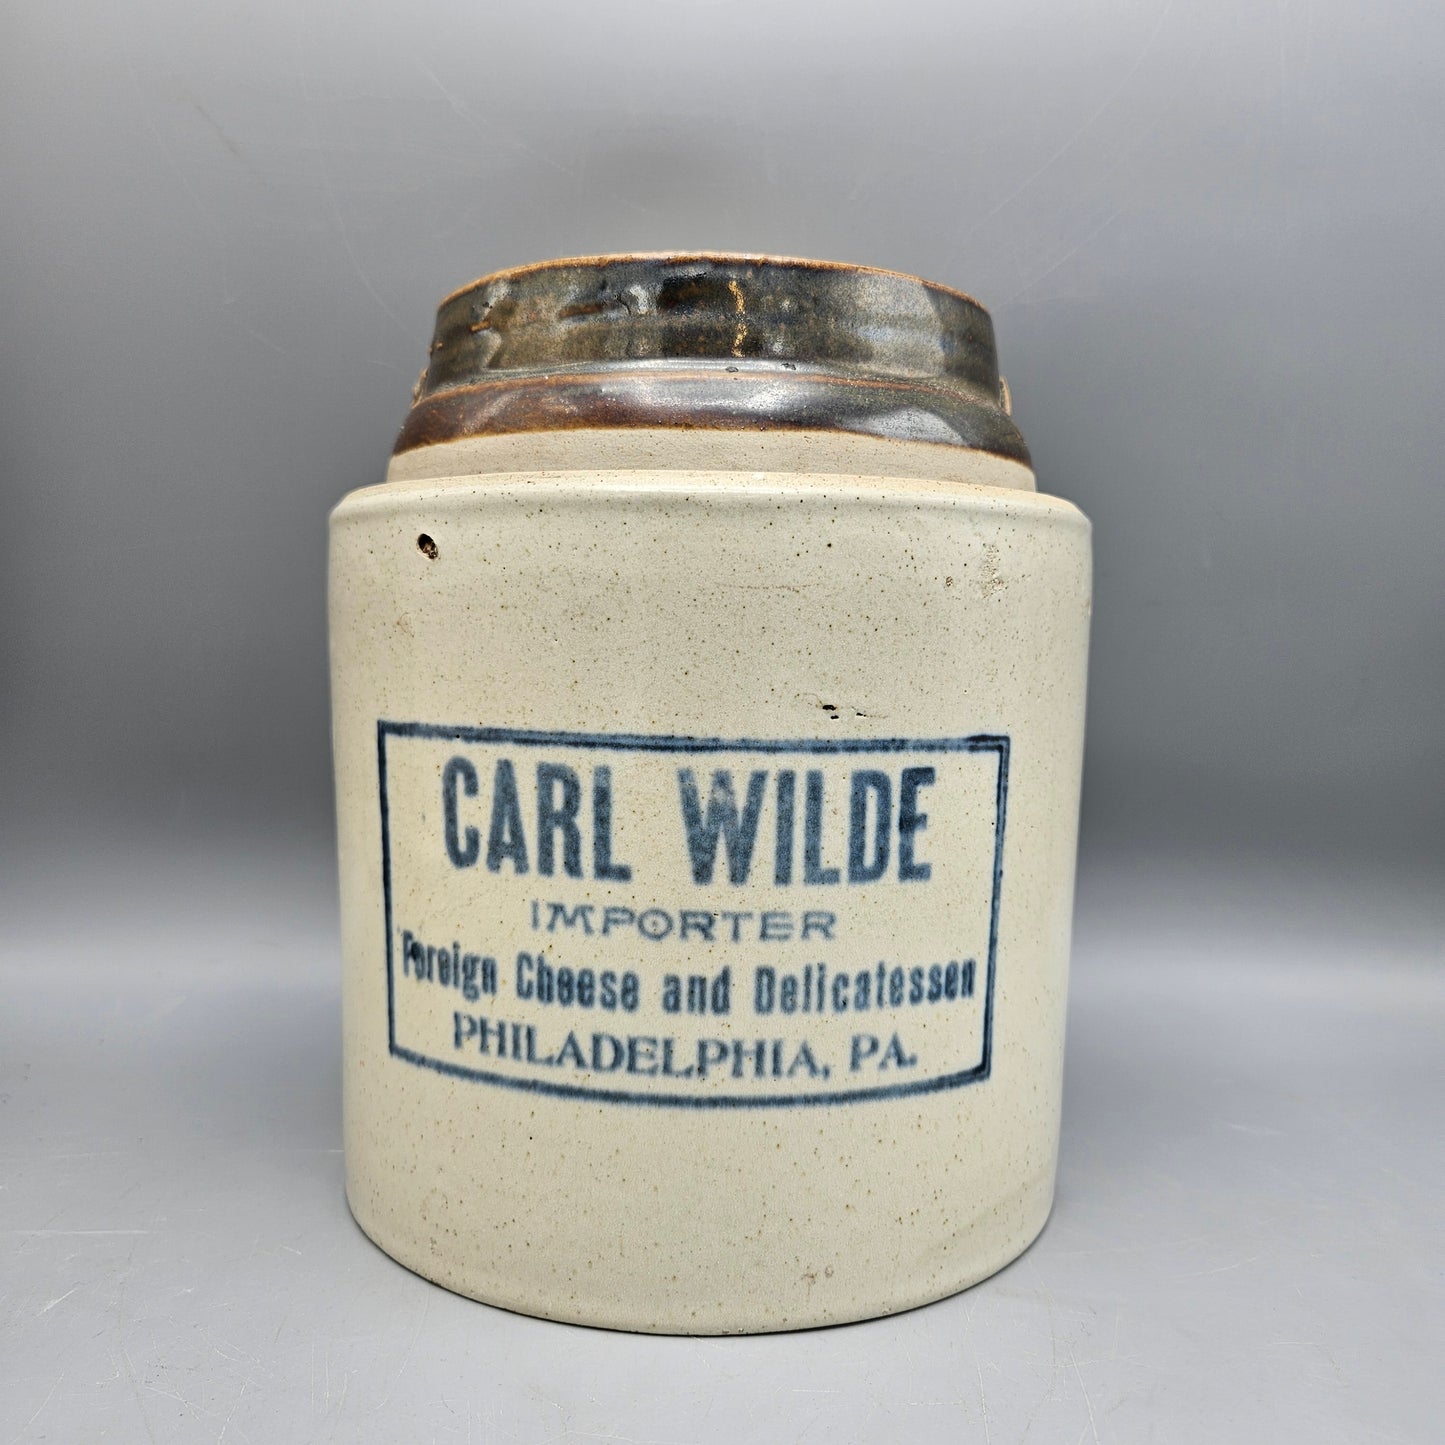 CARL WILDE
IMPORTER
Foreign Cheese and Delicatessen
PHILADELPHIA, PA.